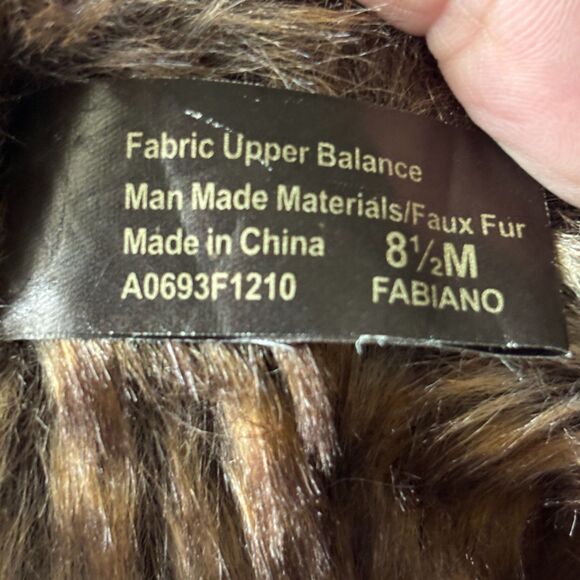 Fabric Upper Balance
Man Made Materials/Faux Fur
Made in China 8½M
A0693F1210 FABIANO